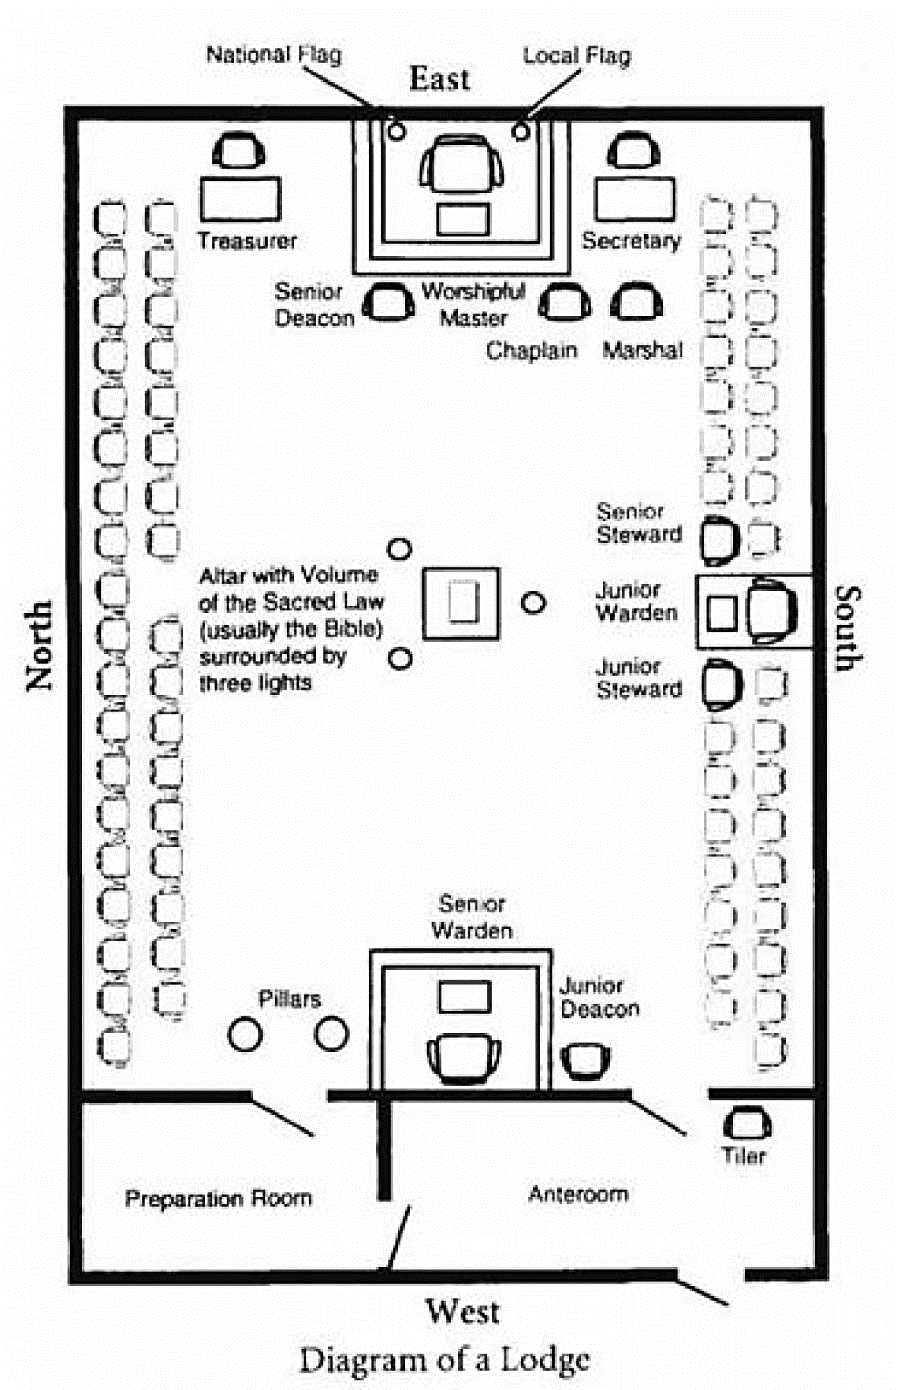 National Flag
Local Flag
East
Treasurer
Secretary
Senior
Deacon
Worshipful
Master
Chaplain
Marshal
Senior
Steward
Altar with Volume
of the Sacred Law
(usually the Bible)
surrounded by
three lights
Junior
Warden
North
South
Junior
Steward
Senior
Warden
Pillars
Junior
Deacon
Tiler
Preparation Room
Anteroom
West
Diagram of a Lodge